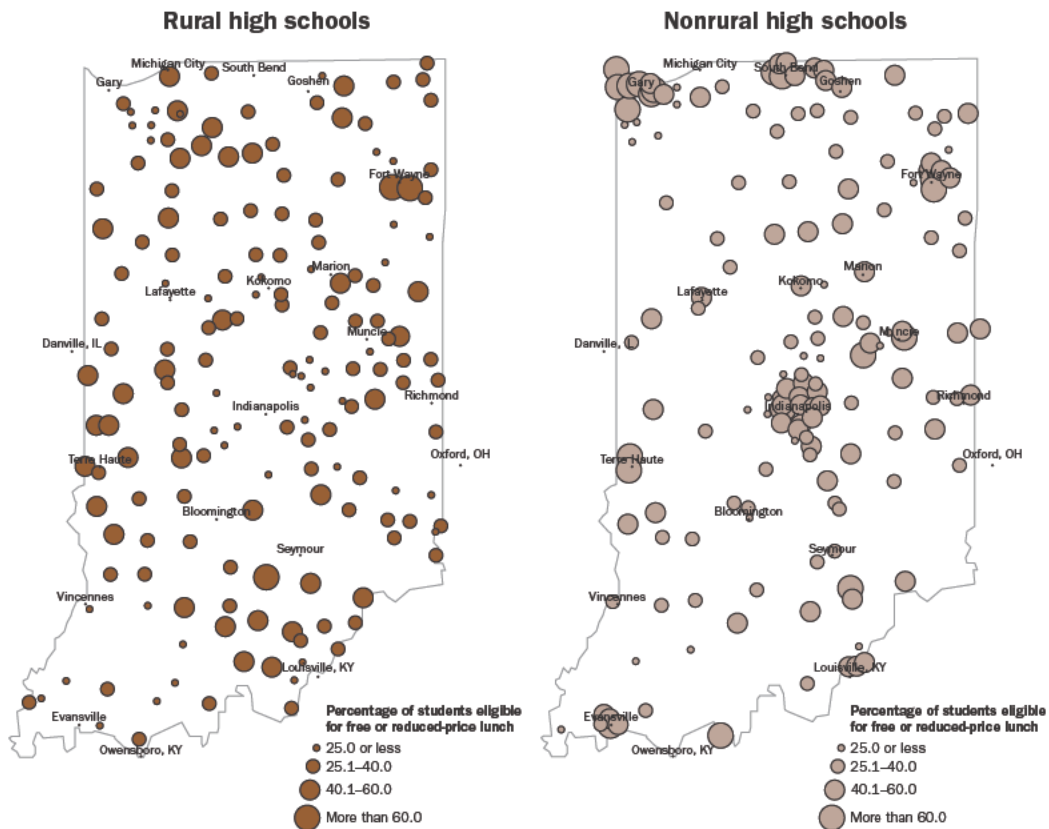 Rural high schools
Michigan City
South Bend
Gary
Goshen
Fort Wayne
Marion
Kokomo
Lafayette
Muncie
Danville, IL
Richmond
Indianapolis
Terre Haute
Oxford, OH
Bloomington
Seymour
Vincennes
Louisville, KY
Evansville
Owensboro, KY
Percentage of students eligible
for free or reduced-price lunch
25.0 or less
25.1–40.0
40.1–60.0
More than 60.0
Nonrural high schools
Michigan City
South Bend
Gary
Goshen
Fort Wayne
Marion
Kokomo
Lafayette
Muncie
Danville, IL
Richmond
Indianapolis
Terre Haute
Oxford, OH
Bloomington
Seymour
Vincennes
Louisville, KY
Evansville
Owensboro, KY
Percentage of students eligible
for free or reduced-price lunch
25.0 or less
25.1–40.0
40.1–60.0
More than 60.0